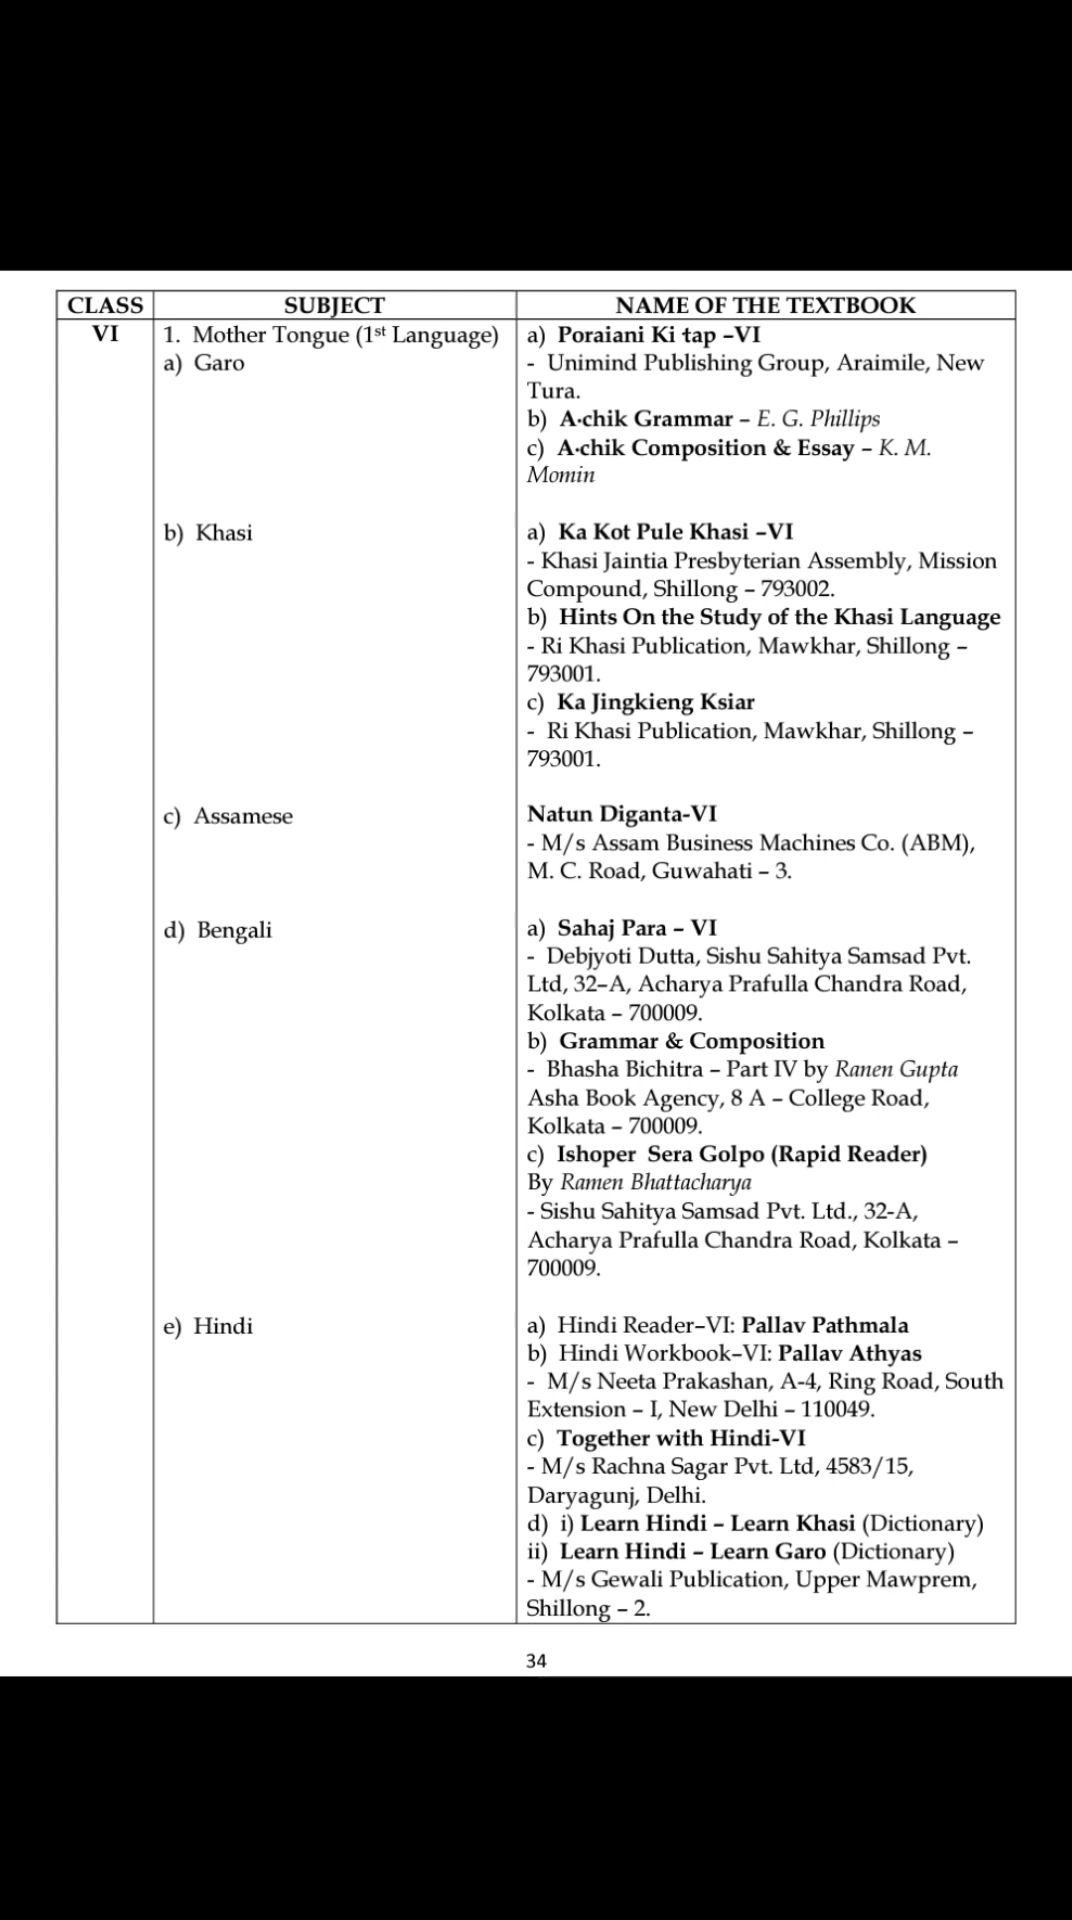 CLASS SUBJECT NAME OF THE TEXTBOOK
VI 1. Mother Tongue (1st Language) a) Poraiani Ki tap –VI
a) Garo - Unimind Publishing Group, Araimile, New
Tura.
b) A·chik Grammar – E. G. Phillips
c) A·chik Composition & Essay – K. M.
Momin
b) Khasi a) Ka Kot Pule Khasi –VI
- Khasi Jaintia Presbyterian Assembly, Mission
Compound, Shillong – 793002.
b) Hints On the Study of the Khasi Language
- Ri Khasi Publication, Mawkhar, Shillong –
793001.
c) Ka Jingkieng Ksiar
- Ri Khasi Publication, Mawkhar, Shillong –
793001.
c) Assamese Natun Diganta-VI
- M/s Assam Business Machines Co. (ABM),
M. C. Road, Guwahati – 3.
d) Bengali a) Sahaj Para – VI
- Debjyoti Dutta, Sishu Sahitya Samsad Pvt.
Ltd, 32–A, Acharya Prafulla Chandra Road,
Kolkata – 700009.
b) Grammar & Composition
- Bhasha Bichitra – Part IV by Ranen Gupta
Asha Book Agency, 8 A – College Road,
Kolkata – 700009.
c) Ishoper Sera Golpo (Rapid Reader)
By Ramen Bhattacharya
- Sishu Sahitya Samsad Pvt. Ltd., 32-A,
Acharya Prafulla Chandra Road, Kolkata –
700009.
e) Hindi a) Hindi Reader–VI: Pallav Pathmala
b) Hindi Workbook–VI: Pallav Athyas
- M/s Neeta Prakashan, A-4, Ring Road, South
Extension – I, New Delhi – 110049.
c) Together with Hindi-VI
- M/s Rachna Sagar Pvt. Ltd, 4583/15,
Daryagunj, Delhi.
d) i) Learn Hindi – Learn Khasi (Dictionary)
ii) Learn Hindi – Learn Garo (Dictionary)
- M/s Gewali Publication, Upper Mawprem,
Shillong – 2.
34